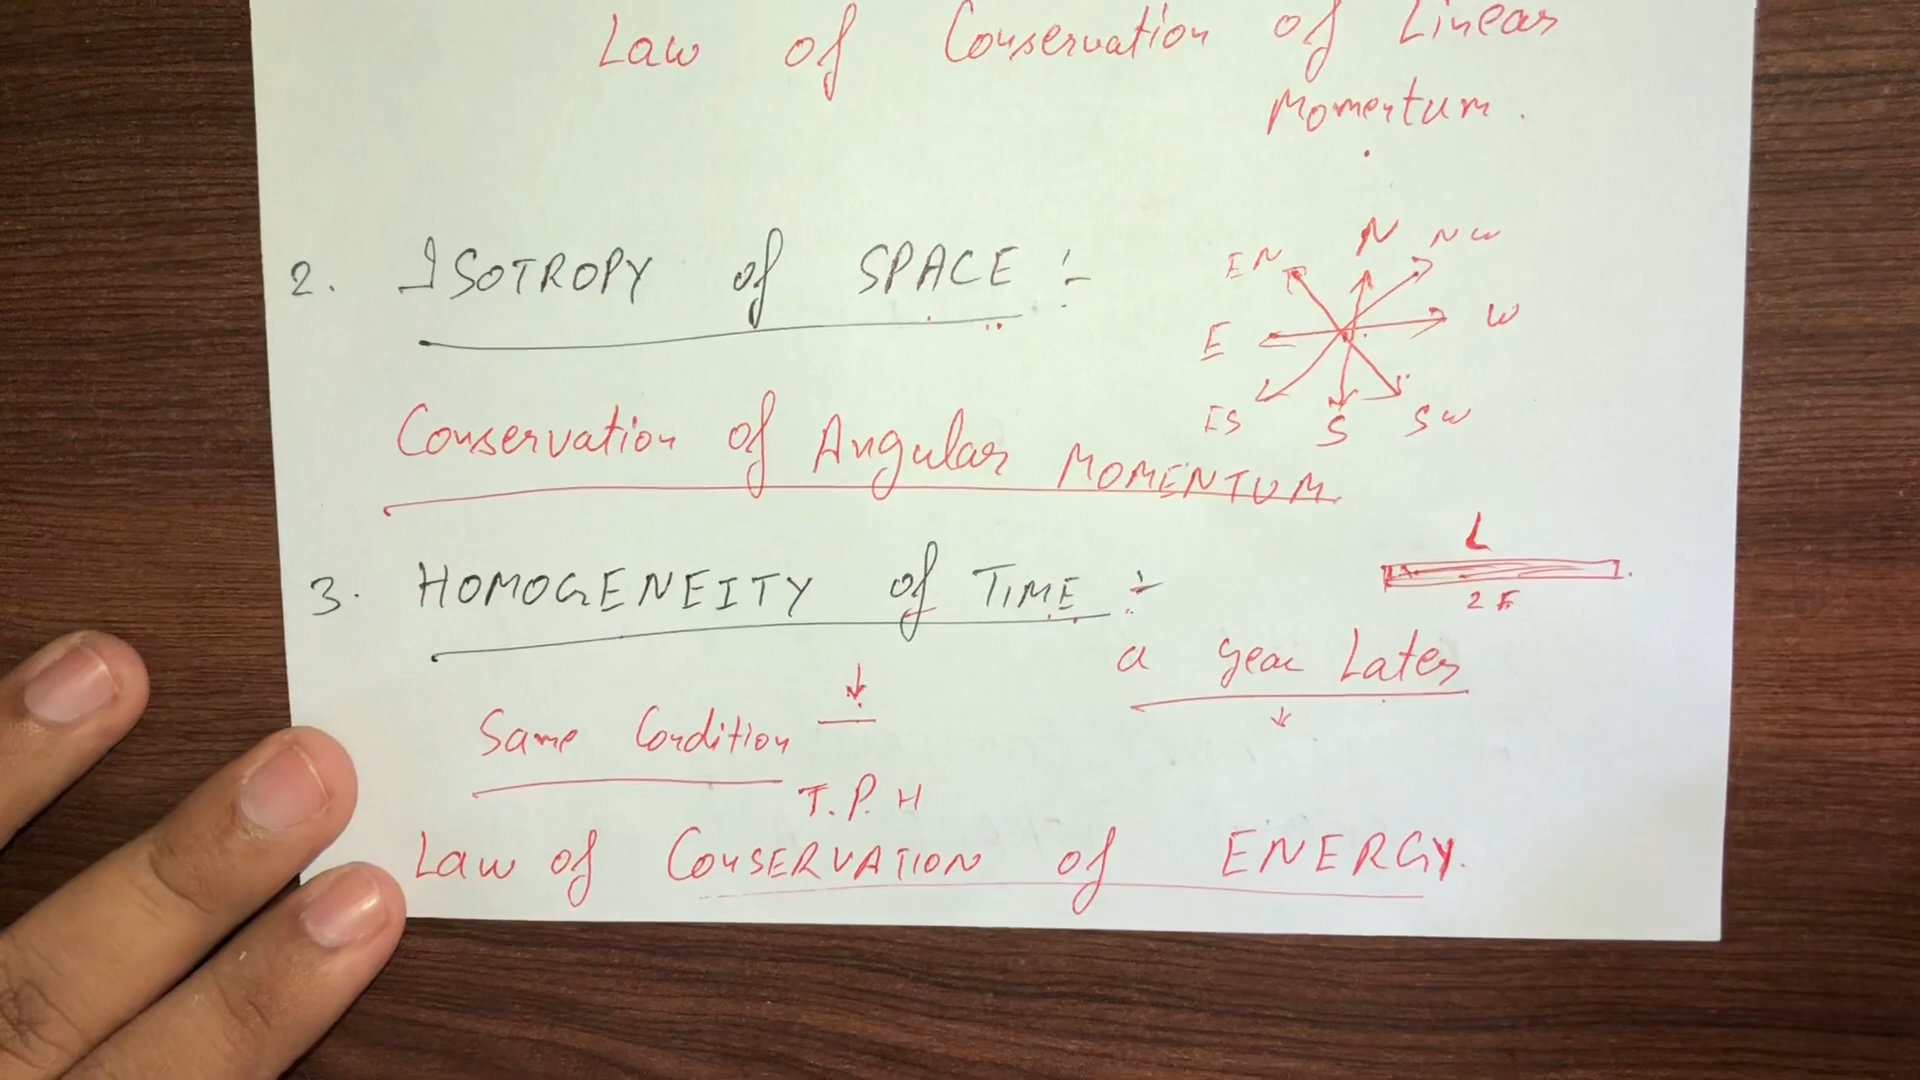 Law of Conservation of Linear
Momentum.
2. ISOTROPY of SPACE :-
EN N NW
E W
ES S SW
Conservation of Angular MOMENTUM
L
3. HOMOGENEITY of TIME :-
a year Later
Same Condition
T. P. H
Law of CONSERVATION of ENERGY.